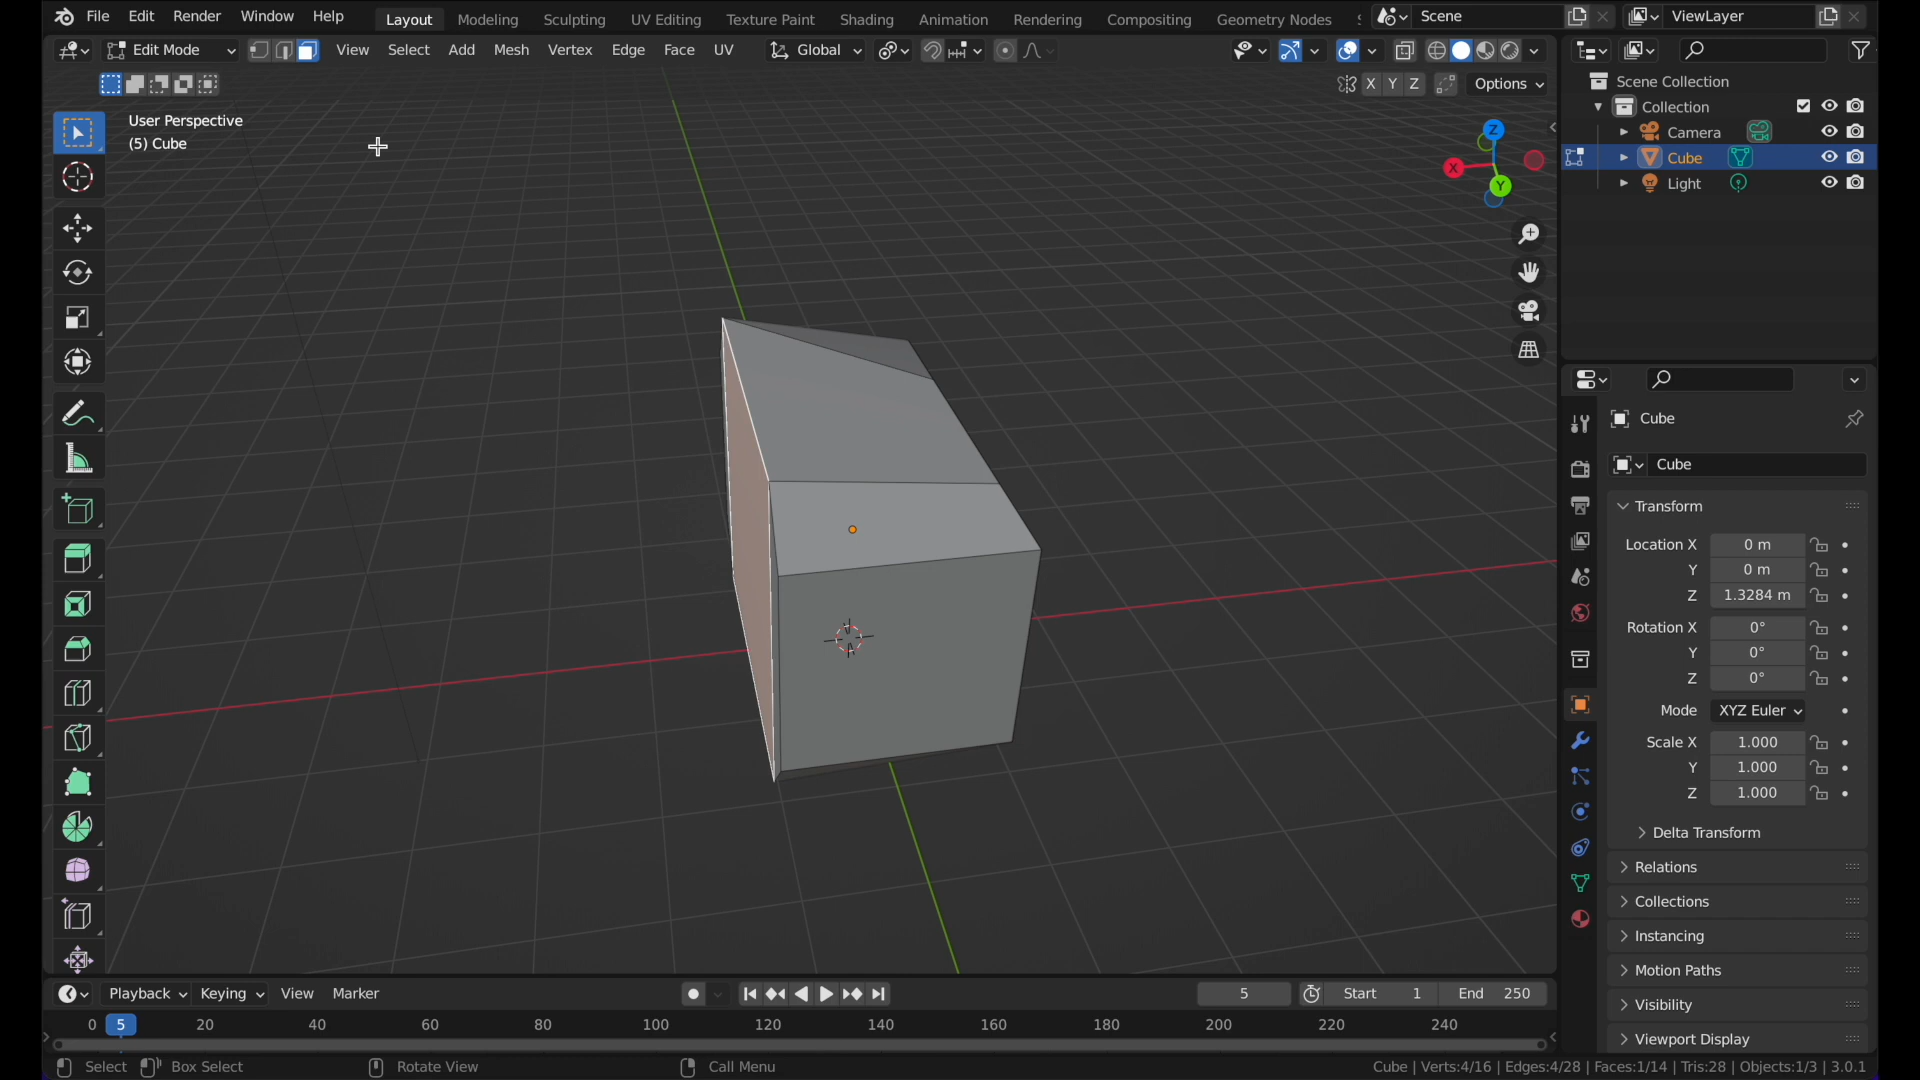 File Edit Render Window Help Layout Modeling Sculpting UV Editing Texture Paint Shading Animation Rendering Compositing Geometry Nodes Scene ViewLayer
Edit Mode View Select Add Mesh Vertex Edge Face UV Global
X Y Z Options
User Perspective
(5) Cube
Z
X
Y
Scene Collection
Collection
Camera
Cube
Light
Cube
Cube
Transform
Location X 0 m
Y 0 m
Z 1.3284 m
Rotation X 0°
Y 0°
Z 0°
Mode XYZ Euler
Scale X 1.000
Y 1.000
Z 1.000
Delta Transform
Relations
Collections
Instancing
Motion Paths
Visibility
Viewport Display
Playback Keying View Marker 5 Start 1 End 250
0 5 20 40 60 80 100 120 140 160 180 200 220 240
Select Box Select Rotate View Call Menu Cube | Verts:4/16 | Edges:4/28 | Faces:1/14 | Tris:28 | Objects:1/3 | 3.0.1